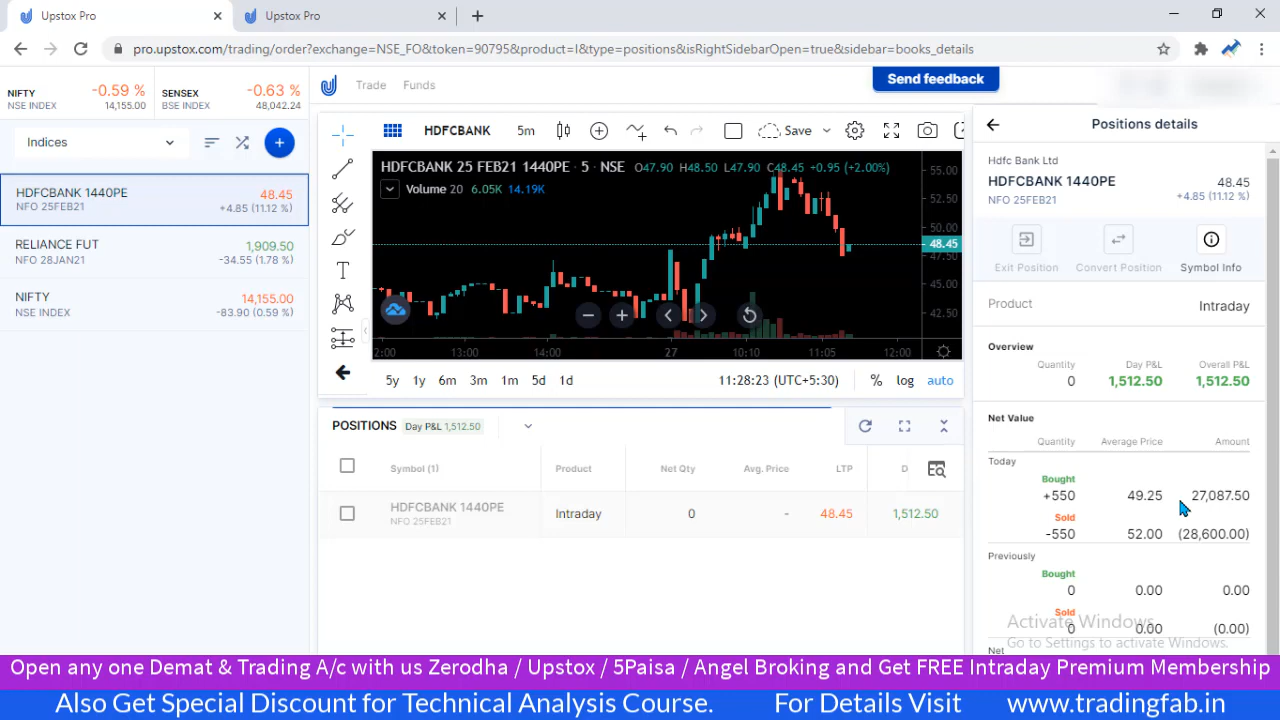 Upstox Pro
Upstox Pro
pro.upstox.com/trading/order?exchange=NSE_FO&token=90795&product=I&type=positions&isRightSidebarOpen=true&sidebar=books_details
NIFTY -0.59 %
NSE INDEX 14,155.00
SENSEX -0.63 %
BSE INDEX 48,042.24
Trade Funds
Send feedback
Indices
HDFCBANK 1440PE 48.45
NFO 25FEB21 +4.85 (11.12 %)
RELIANCE FUT 1,909.50
NFO 28JAN21 -34.55 (1.78 %)
NIFTY 14,155.00
NSE INDEX -83.90 (0.59 %)
HDFCBANK 5m Save
HDFCBANK 25 FEB21 1440PE · 5 · NSE O47.90 H48.50 L47.90 C48.45 +0.95 (+2.00%)
Volume 20 6.05K 14.19K
55.00
52.50
50.00
48.45
47.50
45.00
42.50
2:00 13:00 14:00 27 10:10 11:05 12:00
5y 1y 6m 3m 1m 5d 1d 11:28:23 (UTC+5:30) % log auto
POSITIONS Day P&L 1,512.50
Symbol (1) Product Net Qty Avg. Price LTP D
HDFCBANK 1440PE Intraday 0 - 48.45 1,512.50
NFO 25FEB21
Positions details
Hdfc Bank Ltd
HDFCBANK 1440PE 48.45
NFO 25FEB21 +4.85 (11.12 %)
Exit Position Convert Position Symbol Info
Product Intraday
Overview
Quantity Day P&L Overall P&L
0 1,512.50 1,512.50
Net Value
Quantity Average Price Amount
Today
Bought
+550 49.25 27,087.50
Sold
-550 52.00 (28,600.00)
Previously
Bought
0 0.00 0.00
Sold
0 0.00 (0.00)
Net
Activate Windows
Go to Settings to activate Windows.
Open any one Demat & Trading A/c with us Zerodha / Upstox / 5Paisa / Angel Broking and Get FREE Intraday Premium Membership
Also Get Special Discount for Technical Analysis Course. For Details Visit www.tradingfab.in